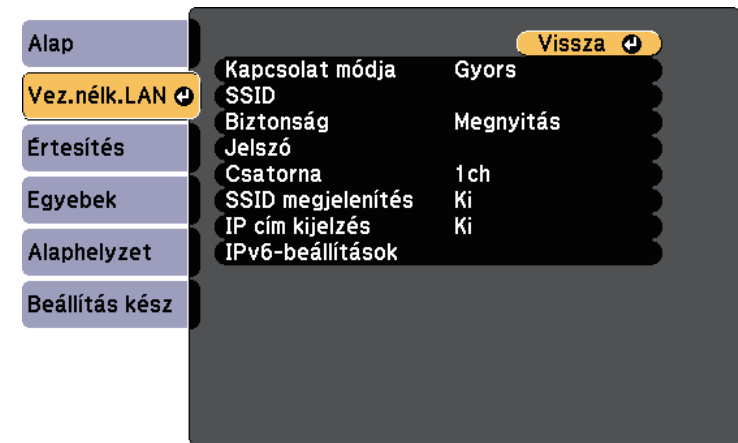 Alap
Vez.nélk.LAN
Értesítés
Egyebek
Alaphelyzet
Beállítás kész
Vissza
Kapcsolat módja Gyors
SSID
Biztonság Megnyitás
Jelszó
Csatorna 1ch
SSID megjelenítés Ki
IP cím kijelzés Ki
IPv6-beállítások